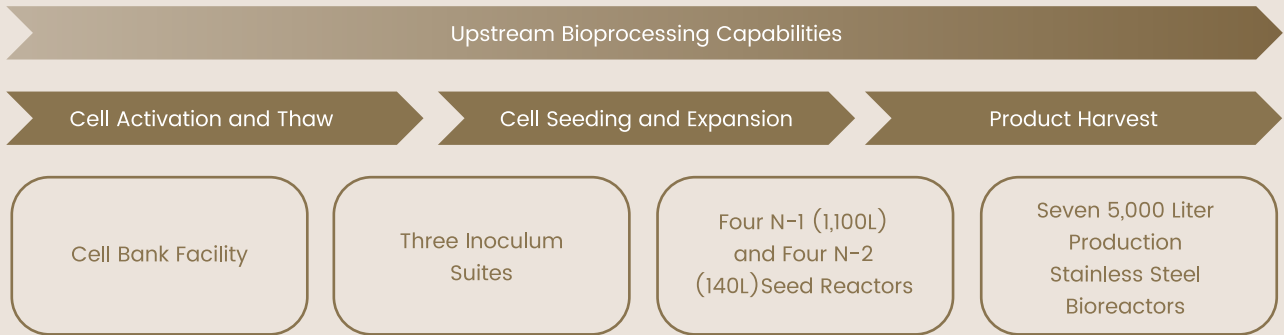 Upstream Bioprocessing Capabilities
Cell Activation and Thaw
Cell Seeding and Expansion
Product Harvest
Cell Bank Facility
Three Inoculum
Suites
Four N-1 (1,100L)
and Four N-2
(140L)Seed Reactors
Seven 5,000 Liter
Production
Stainless Steel
Bioreactors